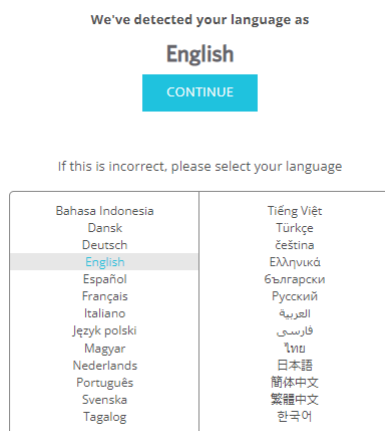 We've detected your language as
English
CONTINUE
If this is incorrect, please select your language
Bahasa Indonesia
Dansk
Deutsch
English
Español
Français
Italiano
Język polski
Magyar
Nederlands
Português
Svenska
Tagalog
Tiếng Việt
Türkçe
čeština
Ελληνικά
български
Русский
العربية
فارسی
ไทย
日本語
简体中文
繁體中文
한국어